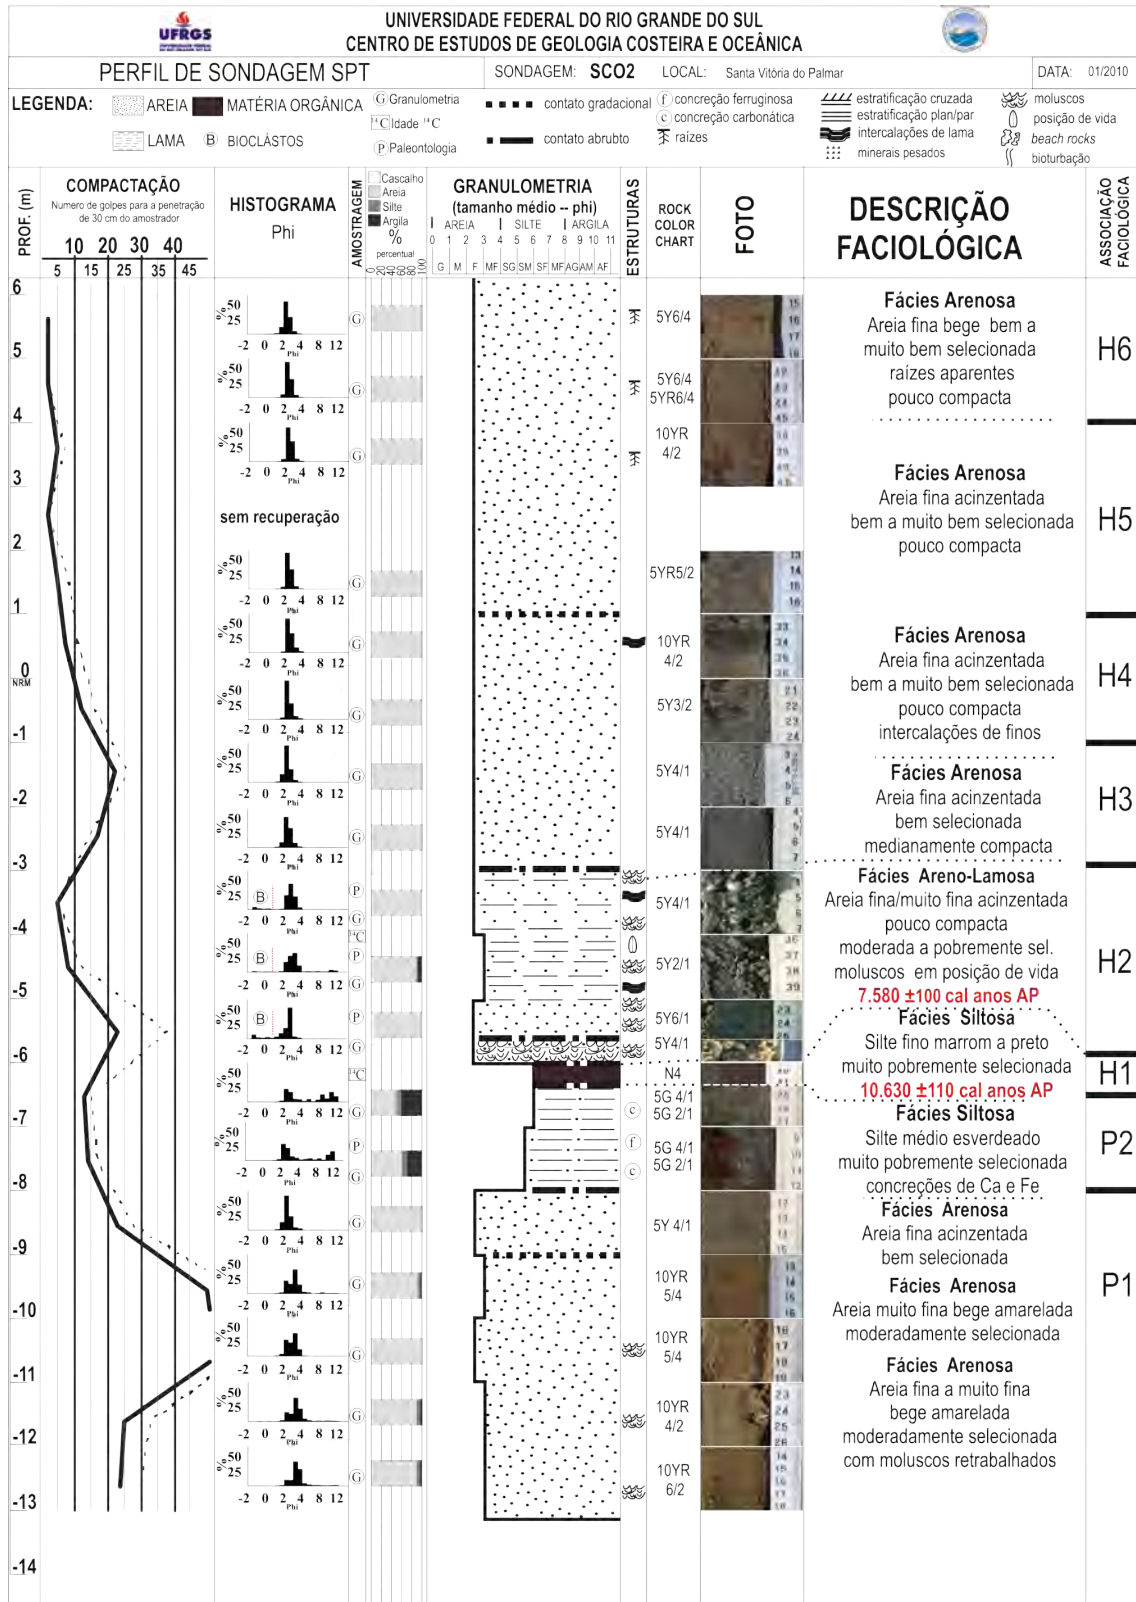 UFRGS
UNIVERSIDADE FEDERAL DO RIO GRANDE DO SUL
CENTRO DE ESTUDOS DE GEOLOGIA COSTEIRA E OCEÂNICA
PERFIL DE SONDAGEM SPT
SONDAGEM: SCO2
LOCAL: Santa Vitória do Palmar
DATA: 01/2010
LEGENDA:
AREIA
MATÉRIA ORGÂNICA
LAMA
B BIOCLÁSTOS
G Granulometria
14C Idade 14C
P Paleontologia
contato gradacional
contato abrubto
f concreção ferruginosa
c concreção carbonática
raízes
estratificação cruzada
estratificação plan/par
intercalações de lama
minerais pesados
moluscos
posição de vida
beach rocks
bioturbação
PROF. (m)
COMPACTAÇÃO
Numero de golpes para a penetração
de 30 cm do amostrador
10 20 30 40
5 15 25 35 45
HISTOGRAMA
Phi
AMOSTRAGEM
Cascalho
Areia
Silte
Argila
%
percentual
0 20 40 60 80 100
GRANULOMETRIA
(tamanho médio -- phi)
AREIA SILTE ARGILA
0 1 2 3 4 5 6 7 8 9 10 11
G M F MF SG SM SF MF AG AM AF
ESTRUTURAS
ROCK
COLOR
CHART
FOTO
DESCRIÇÃO
FACIOLÓGICA
ASSOCIAÇÃO
FACIOLÓGICA
6
5
4
3
2
1
0
NRM
-1
-2
-3
-4
-5
-6
-7
-8
-9
-10
-11
-12
-13
-14
% 50
25
-2 0 2 4 8 12
Phi
sem recuperação
5Y6/4
5Y6/4
5YR6/4
10YR
4/2
5YR5/2
10YR
4/2
5Y3/2
5Y4/1
5Y4/1
5Y4/1
5Y2/1
5Y6/1
5Y4/1
N4
5G 4/1
5G 2/1
5G 4/1
5G 2/1
5Y 4/1
10YR
5/4
10YR
5/4
10YR
4/2
10YR
6/2
Fácies Arenosa
Areia fina bege bem a
muito bem selecionada
raízes aparentes
pouco compacta
H6
Fácies Arenosa
Areia fina acinzentada
bem a muito bem selecionada
pouco compacta
H5
Fácies Arenosa
Areia fina acinzentada
bem a muito bem selecionada
pouco compacta
intercalações de finos
H4
Fácies Arenosa
Areia fina acinzentada
bem selecionada
medianamente compacta
H3
Fácies Areno-Lamosa
Areia fina/muito fina acinzentada
pouco compacta
moderada a pobremente sel.
moluscos em posição de vida
7.580 ±100 cal anos AP
H2
Fácies Siltosa
Silte fino marrom a preto
muito pobremente selecionada
10.630 ±110 cal anos AP
H1
Fácies Siltosa
Silte médio esverdeado
muito pobremente selecionada
concreções de Ca e Fe
P2
Fácies Arenosa
Areia fina acinzentada
bem selecionada
Fácies Arenosa
Areia muito fina bege amarelada
moderadamente selecionada
P1
Fácies Arenosa
Areia fina a muito fina
bege amarelada
moderadamente selecionada
com moluscos retrabalhados